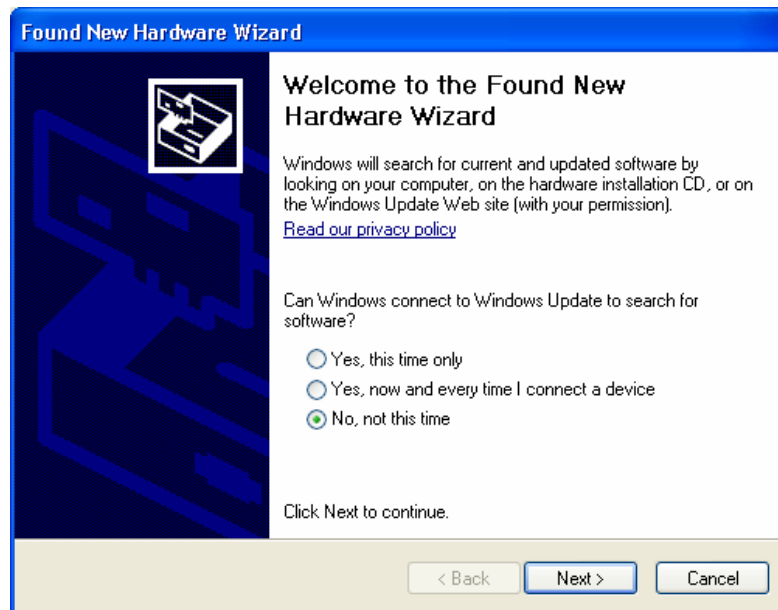 Found New Hardware Wizard
Welcome to the Found New
Hardware Wizard
Windows will search for current and updated software by
looking on your computer, on the hardware installation CD, or on
the Windows Update Web site (with your permission).
Read our privacy policy
Can Windows connect to Windows Update to search for
software?
Yes, this time only
Yes, now and every time I connect a device
No, not this time
Click Next to continue.
< Back Next > Cancel